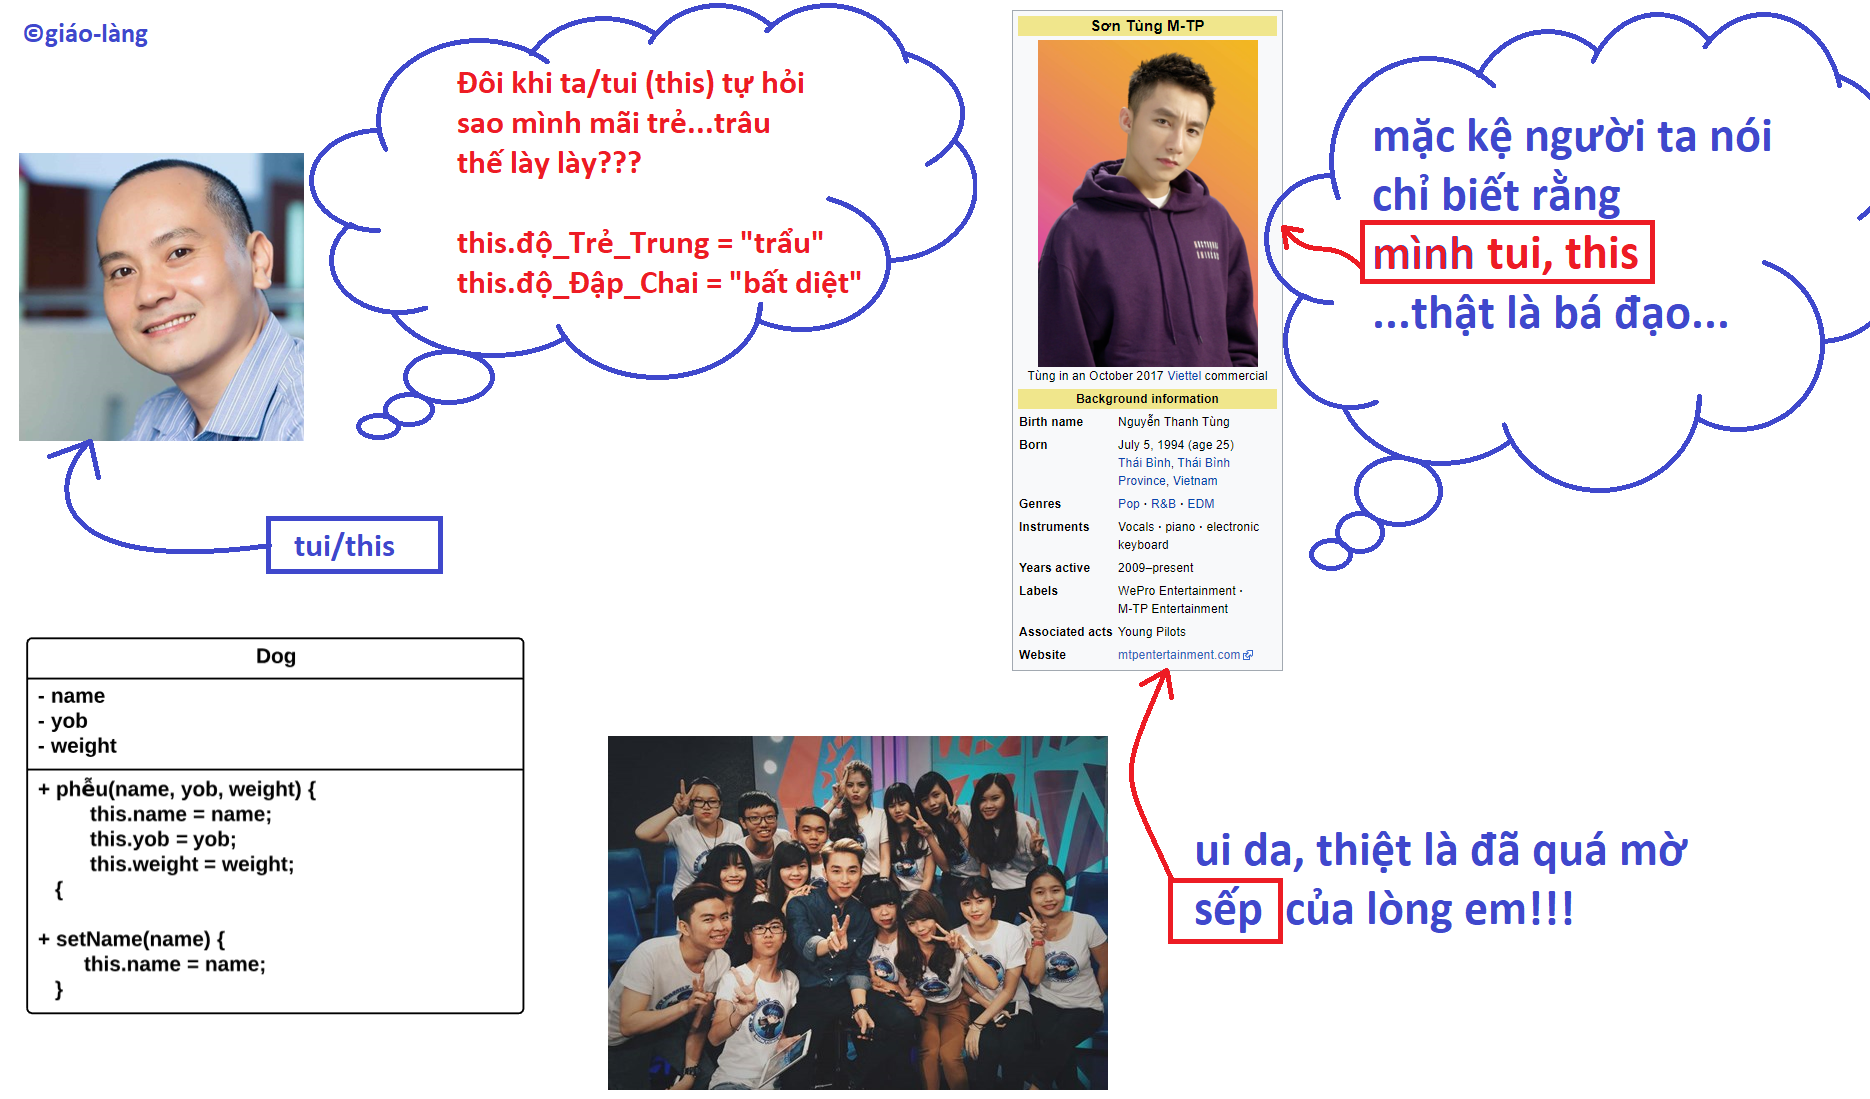 ©giáo-làng
Đôi khi ta/tui (this) tự hỏi
sao mình mãi trẻ...trâu
thế lày lày???
this.độ_Trẻ_Trung = "trẩu"
this.độ_Đập_Chai = "bất diệt"
tui/this
Sơn Tùng M-TP
Tùng in an October 2017 Viettel commercial
Background information
Birth name Nguyễn Thanh Tùng
Born July 5, 1994 (age 25)
Thái Bình, Thái Bình
Province, Vietnam
Genres Pop · R&B · EDM
Instruments Vocals · piano · electronic
keyboard
Years active 2009–present
Labels WePro Entertainment ·
M-TP Entertainment
Associated acts Young Pilots
Website mtpentertainment.com
mặc kệ người ta nói
chỉ biết rằng
mình tui, this
...thật là bá đạo...
Dog
- name
- yob
- weight
+ phễu(name, yob, weight) {
this.name = name;
this.yob = yob;
this.weight = weight;
{
+ setName(name) {
this.name = name;
}
ui da, thiệt là đã quá mờ
sếp của lòng em!!!